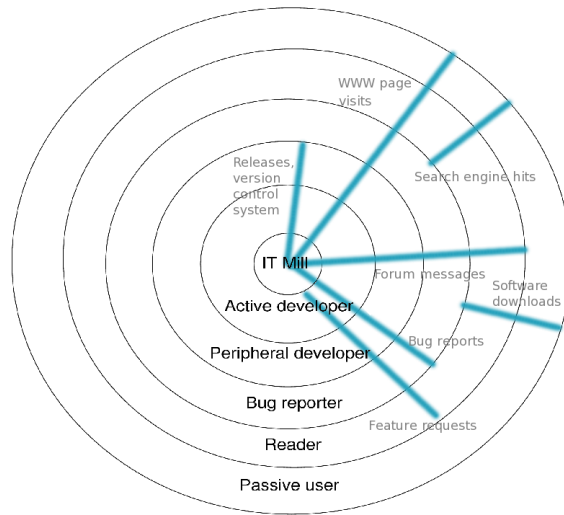 WWW page
visits
Releases,
version
control
system
Search engine hits
IT Mill
Forum messages
Software
downloads
Active developer
Bug reports
Peripheral developer
Bug reporter
Feature requests
Reader
Passive user